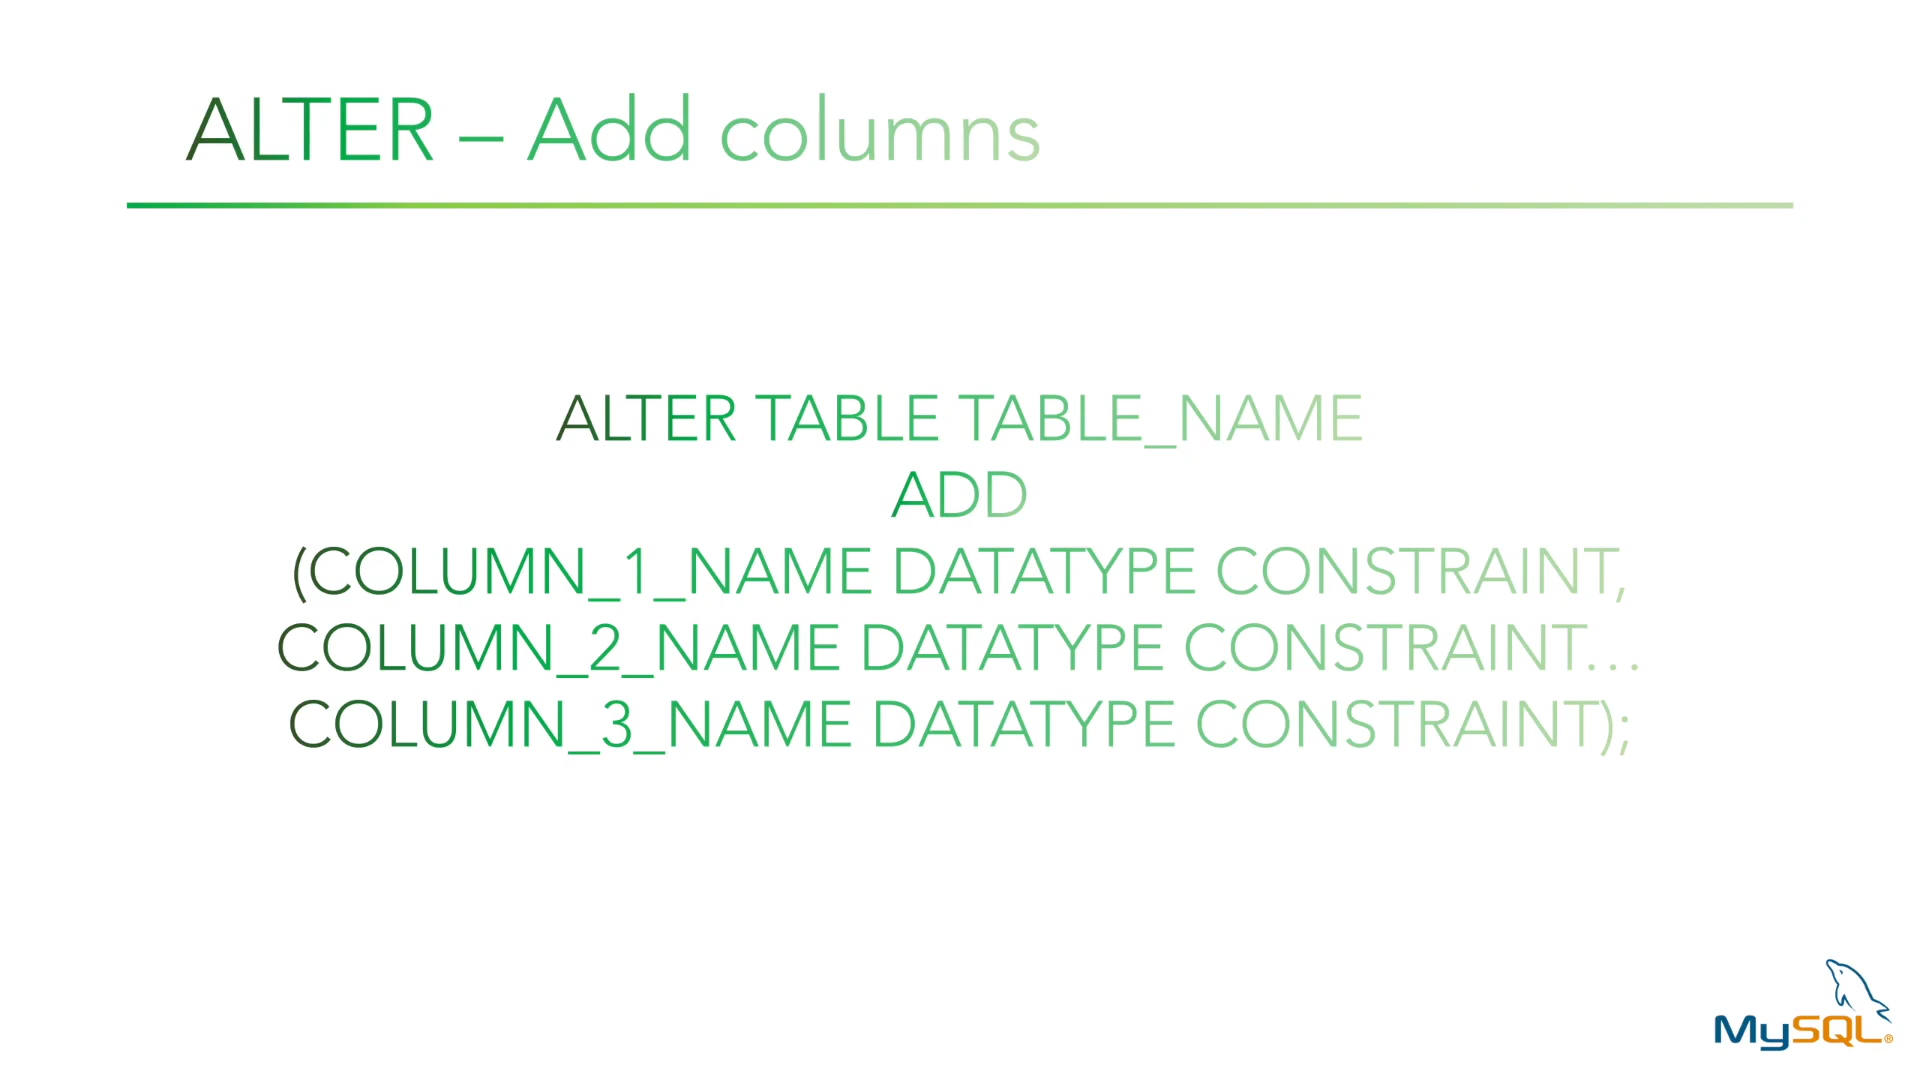 ALTER – Add columns
ALTER TABLE TABLE_NAME
ADD
(COLUMN_1_NAME DATATYPE CONSTRAINT,
COLUMN_2_NAME DATATYPE CONSTRAINT…
COLUMN_3_NAME DATATYPE CONSTRAINT);
MySQL®